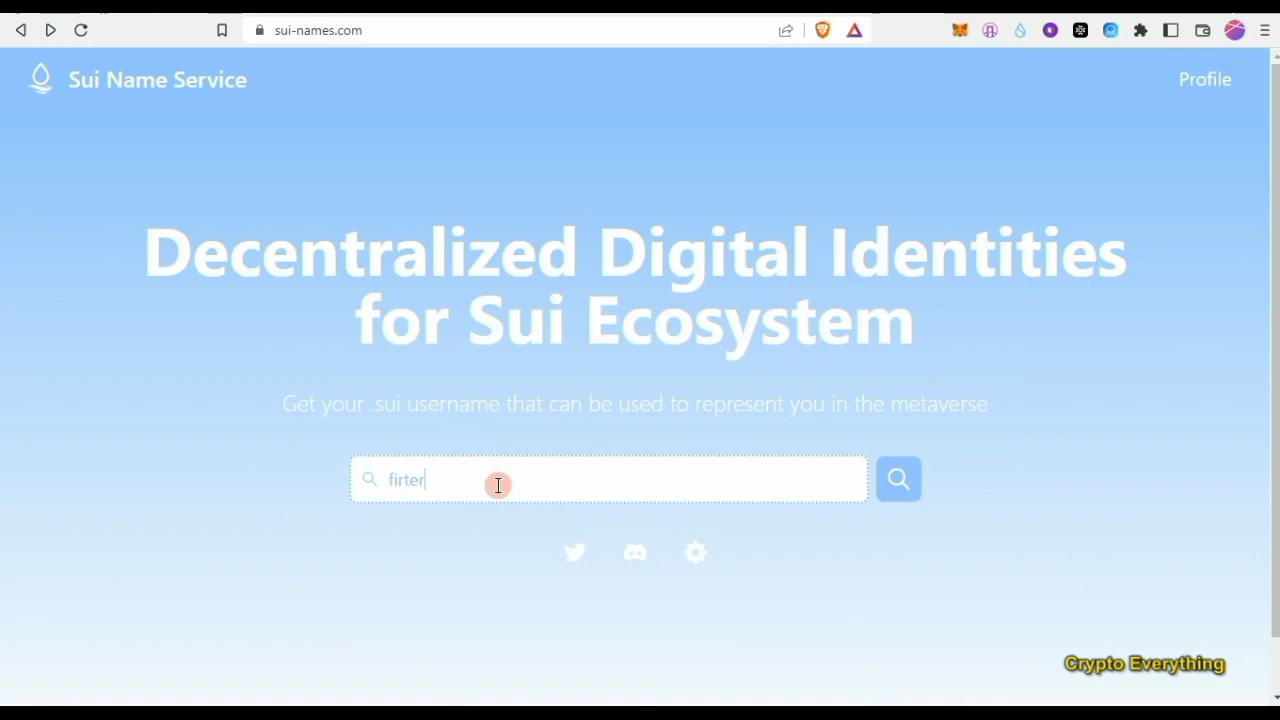 sui-names.com
Sui Name Service
Profile
Decentralized Digital Identities
for Sui Ecosystem
Get your .sui username that can be used to represent you in the metaverse
firter
Crypto Everything